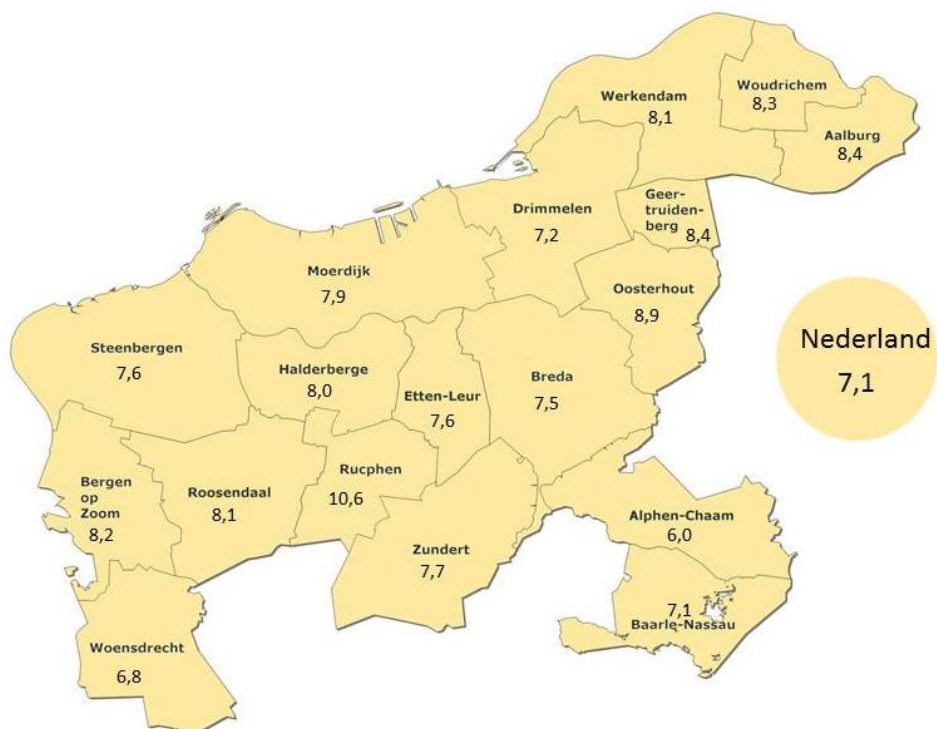 Werkendam
8,1
Woudrichem
8,3
Aalburg
8,4
Drimmelen
7,2
Geer-
truiden-
berg
8,4
Moerdijk
7,9
Oosterhout
8,9
Nederland
7,1
Steenbergen
7,6
Halderberge
8,0
Etten-Leur
7,6
Breda
7,5
Bergen
op
Zoom
8,2
Roosendaal
8,1
Rucphen
10,6
Zundert
7,7
Alphen-Chaam
6,0
7,1
Baarle-Nassau
Woensdrecht
6,8